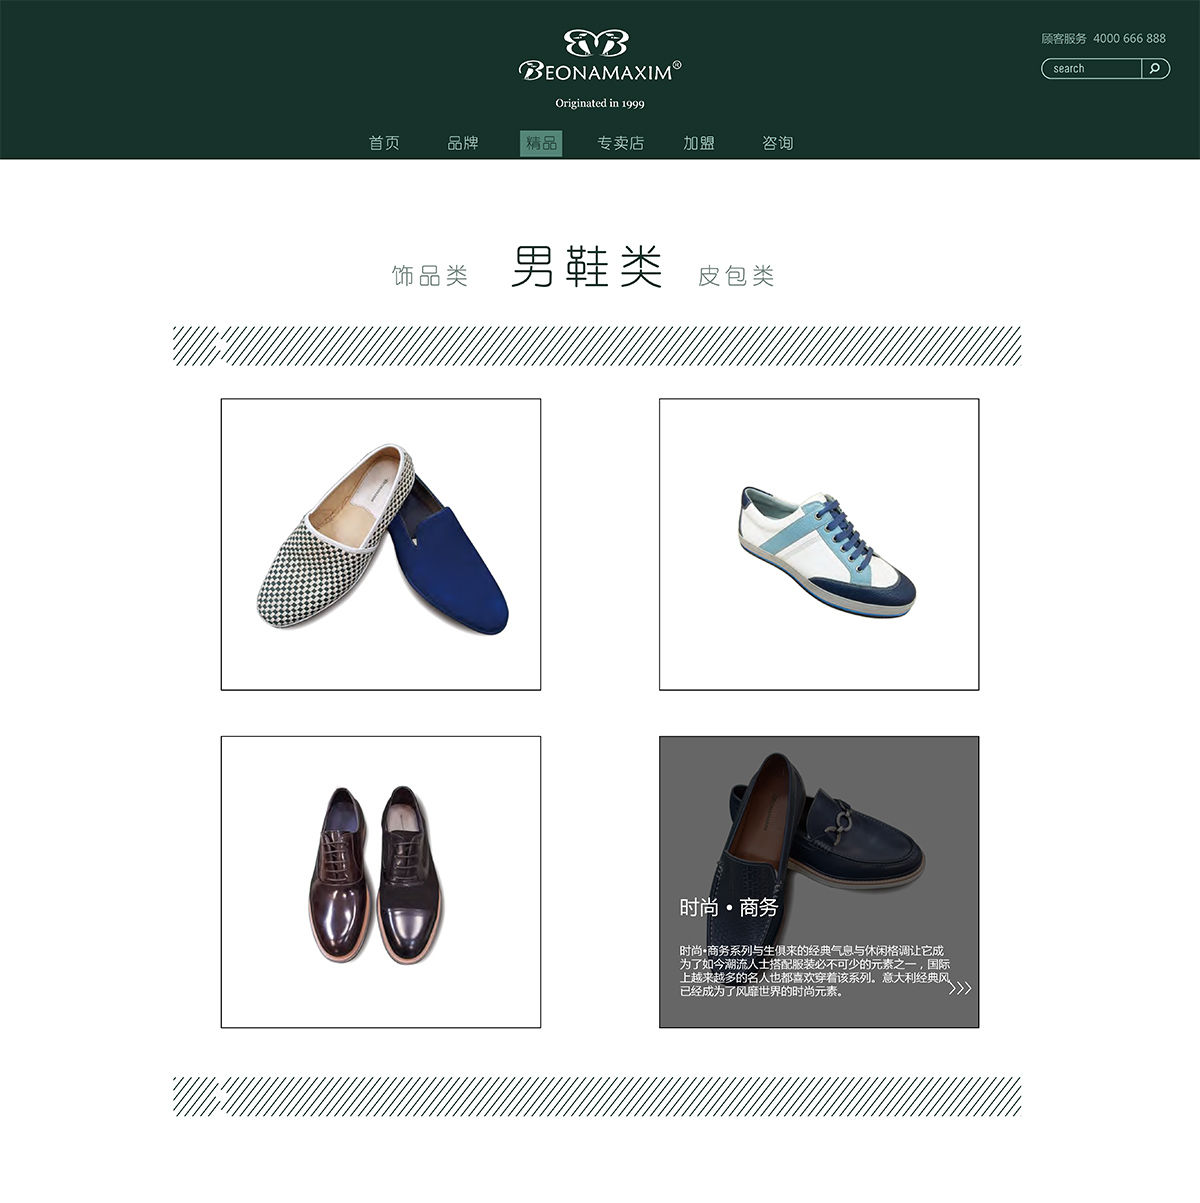 BEONAMAXIM®
Originated in 1999
顾客服务 4000 666 888
search
首页 品牌 精品 专卖店 加盟 咨询
饰品类 男鞋类 皮包类
时尚•商务
时尚•商务系列与生俱来的经典气息与休闲格调让它成
为了如今潮流人士搭配服装必不可少的元素之一，国际
上越来越多的名人也都喜欢穿着该系列。意大利经典风
已经成为了风靡世界的时尚元素。